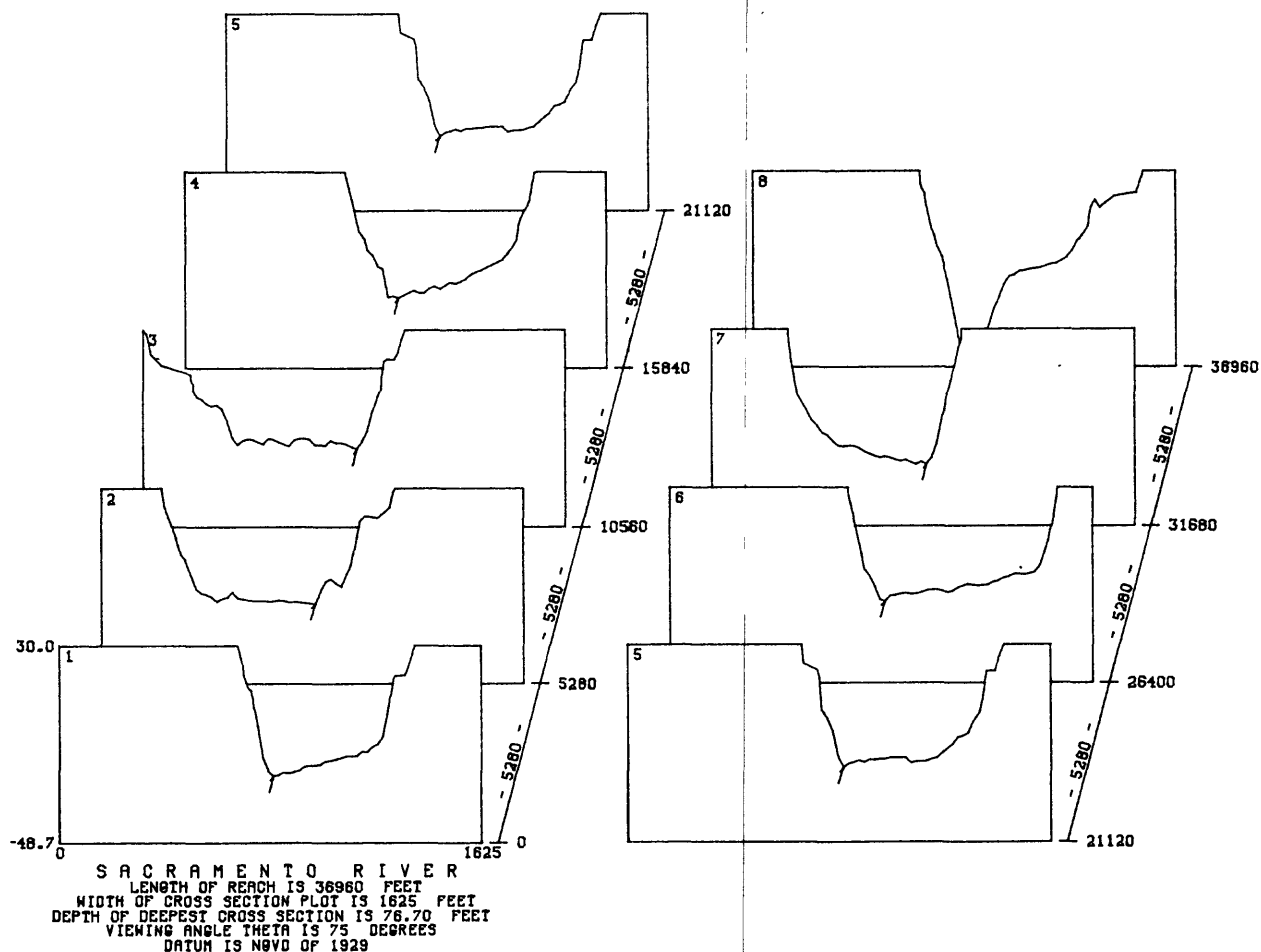 5
21120
- 5280 -
4
15840
- 5280 -
3
10560
- 5280 -
2
5280
- 5280 -
30.0
1
-48.7
0
1625
0
8
36960
- 5280 -
7
31680
- 5280 -
6
26400
- 5280 -
5
21120
SACRAMENTO RIVER
LENGTH OF REACH IS 36960 FEET
WIDTH OF CROSS SECTION PLOT IS 1625 FEET
DEPTH OF DEEPEST CROSS SECTION IS 76.70 FEET
VIEWING ANGLE THETA IS 75 DEGREES
DATUM IS NGVD OF 1929